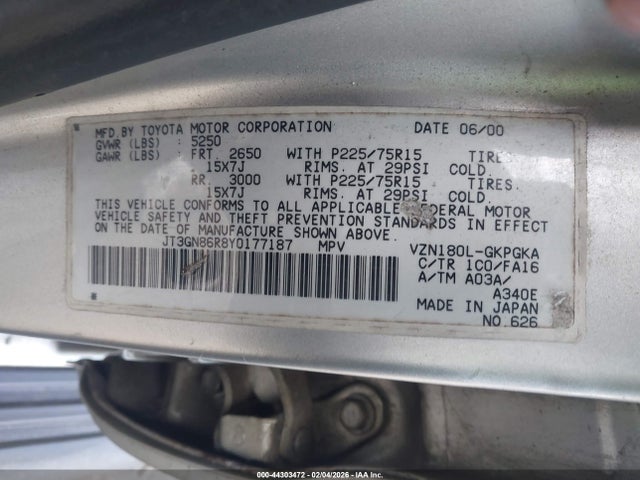 MFD.BY TOYOTA MOTOR CORPORATION DATE 06/00
GVWR (LBS) : 5250
GAWR (LBS) : FRT. 2650 WITH P225/75R15 TIRES.
15X7J RIMS. AT 29PSI COLD.
RR. 3000 WITH P225/75R15 TIRES.
15X7J RIMS. AT 29PSI COLD.
THIS VEHICLE CONFORMS TO ALL APPLICABLE FEDERAL MOTOR
VEHICLE SAFETY AND THEFT PREVENTION STANDARDS IN EFFECT
ON THE DATE OF MANUFACTURE SHOWN ABOVE.
JT3GN86R8Y0177187 MPV VZN180L-GKPGKA
C/TR 1C0/FA16
A/TM A03A/
A340E
MADE IN JAPAN
NO.626
000-44303472 - 02/04/2026 - IAAI, Inc.